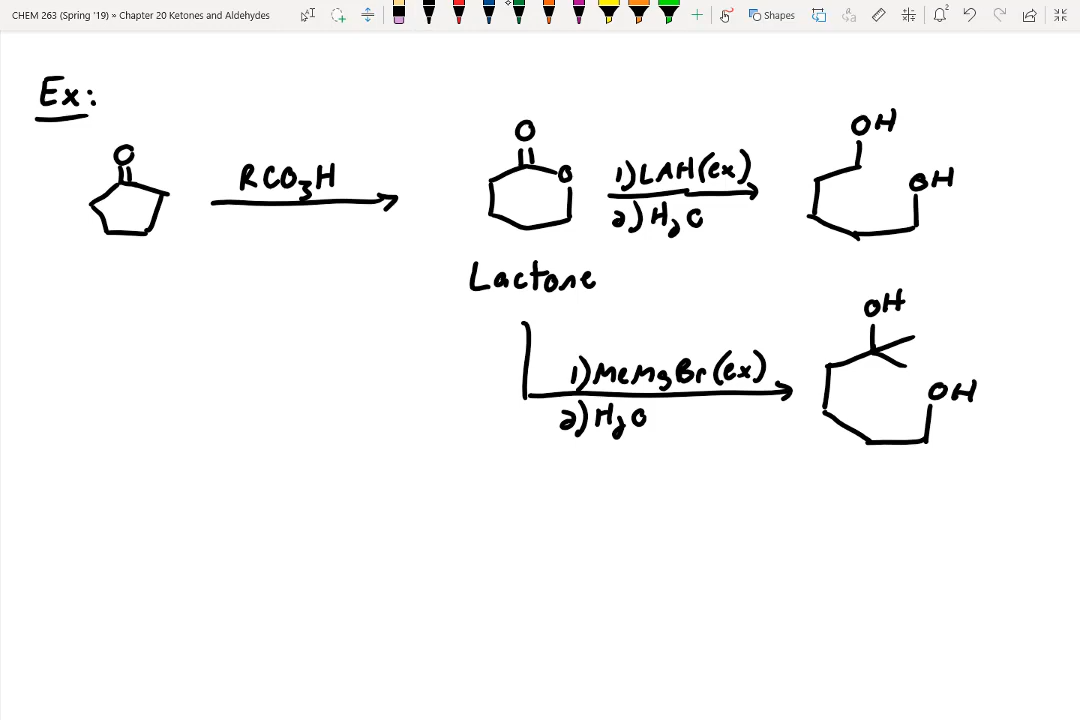 CHEM 263 (Spring '19) » Chapter 20 Ketones and Aldehydes
Shapes
2
Ex:
O
RCO₃H
O
O
1) LAH (ex)
2) H₂O
OH
OH
Lactone
1) MeMgBr (ex)
2) H₂O
OH
OH